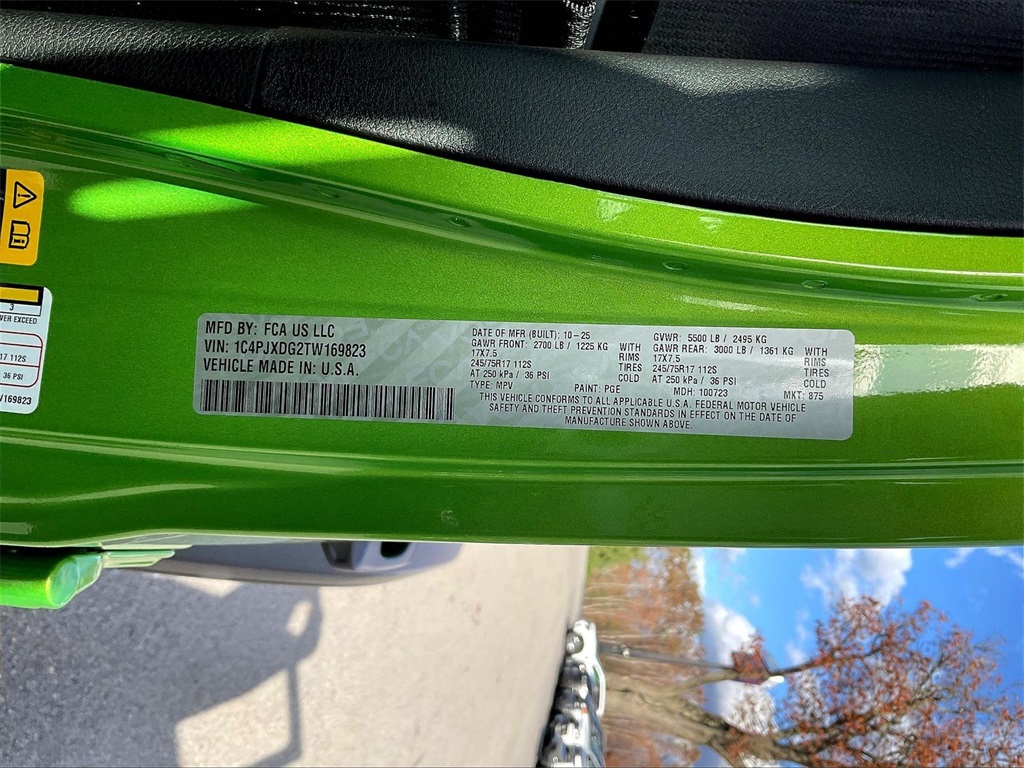 MFD BY: FCA US LLC
VIN: 1C4PJXDG2TW169823
VEHICLE MADE IN: U.S.A.
DATE OF MFR (BUILT): 10-25
GAWR FRONT: 2700 LB / 1225 KG WITH
17X7.5 RIMS
245/75R17 112S TIRES
AT 250 kPa / 36 PSI COLD
GVWR: 5500 LB / 2495 KG
GAWR REAR: 3000 LB / 1361 KG WITH
17X7.5 RIMS
245/75R17 112S TIRES
AT 250 kPa / 36 PSI COLD
TYPE: MPV PAINT: PGE MDH: 100723 MKT: 875
THIS VEHICLE CONFORMS TO ALL APPLICABLE U.S.A. FEDERAL MOTOR VEHICLE
SAFETY AND THEFT PREVENTION STANDARDS IN EFFECT ON THE DATE OF
MANUFACTURE SHOWN ABOVE.
3
EXCEED
112S
36 PSI
169823